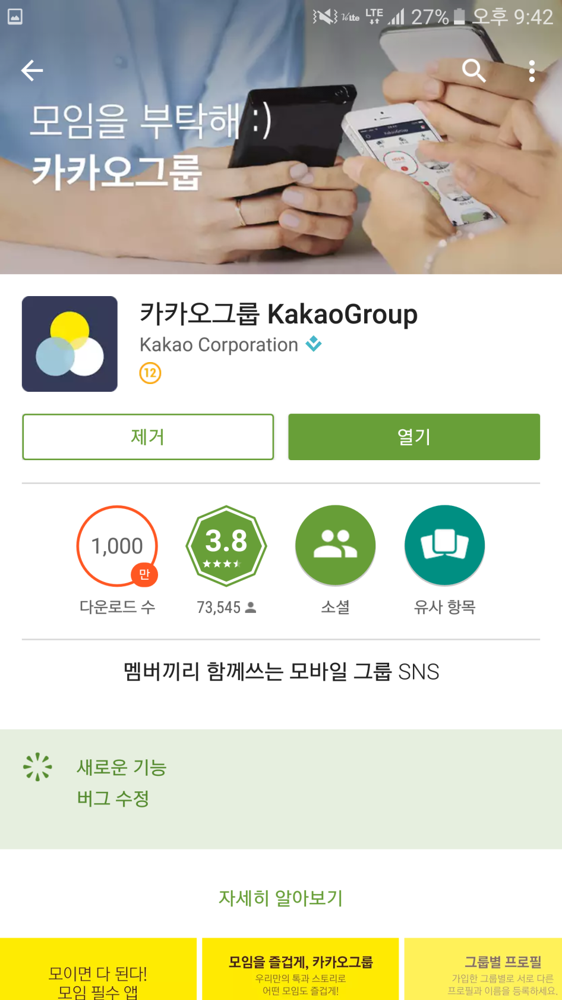 LTE 27% 오후 9:42
모임을 부탁해 :)
카카오그룹
KakaoGroup
카카오그룹 KakaoGroup
Kakao Corporation
12
제거 열기
1,000 만 3.8
다운로드 수 73,545 소셜 유사 항목
멤버끼리 함께쓰는 모바일 그룹 SNS
새로운 기능
버그 수정
자세히 알아보기
모이면 다 된다!
모임 필수 앱
모임을 즐겁게, 카카오그룹
우리만의 톡과 스토리로
어떤 모임도 즐겁게!
그룹별 프로필
가입한 그룹별로 서로 다른
프로필과 이름을 등록하세요.